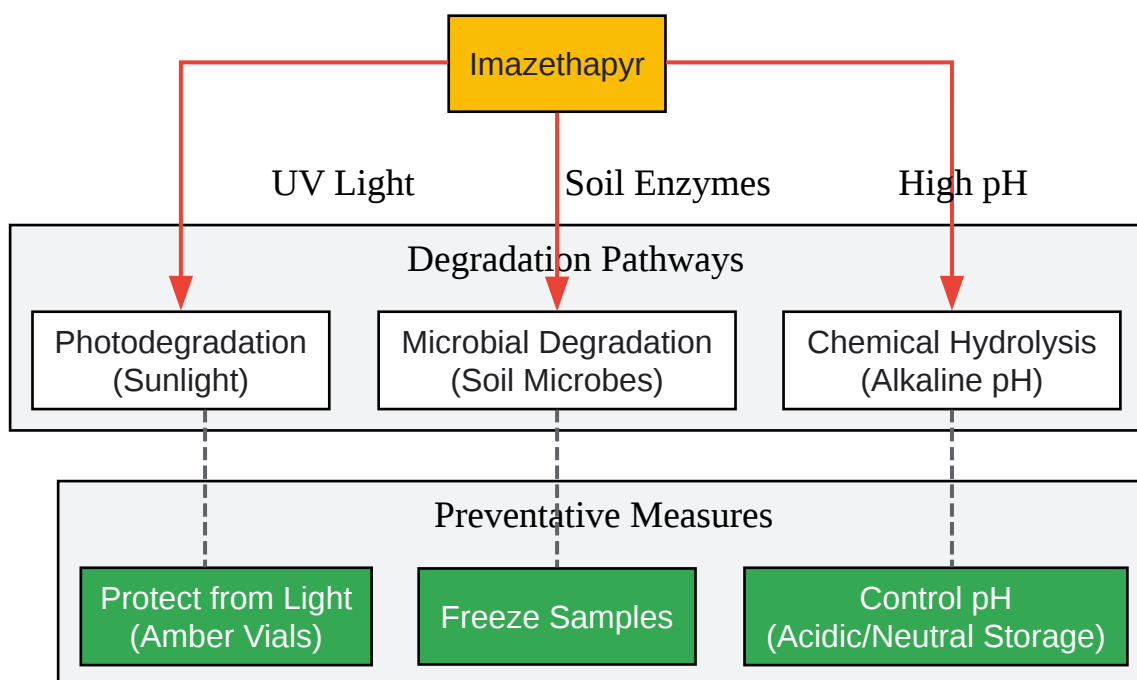 Imazethapyr
UV Light
Soil Enzymes
High pH
Degradation Pathways
Photodegradation
(Sunlight)
Microbial Degradation
(Soil Microbes)
Chemical Hydrolysis
(Alkaline pH)
Preventative Measures
Protect from Light
(Amber Vials)
Freeze Samples
Control pH
(Acidic/Neutral Storage)